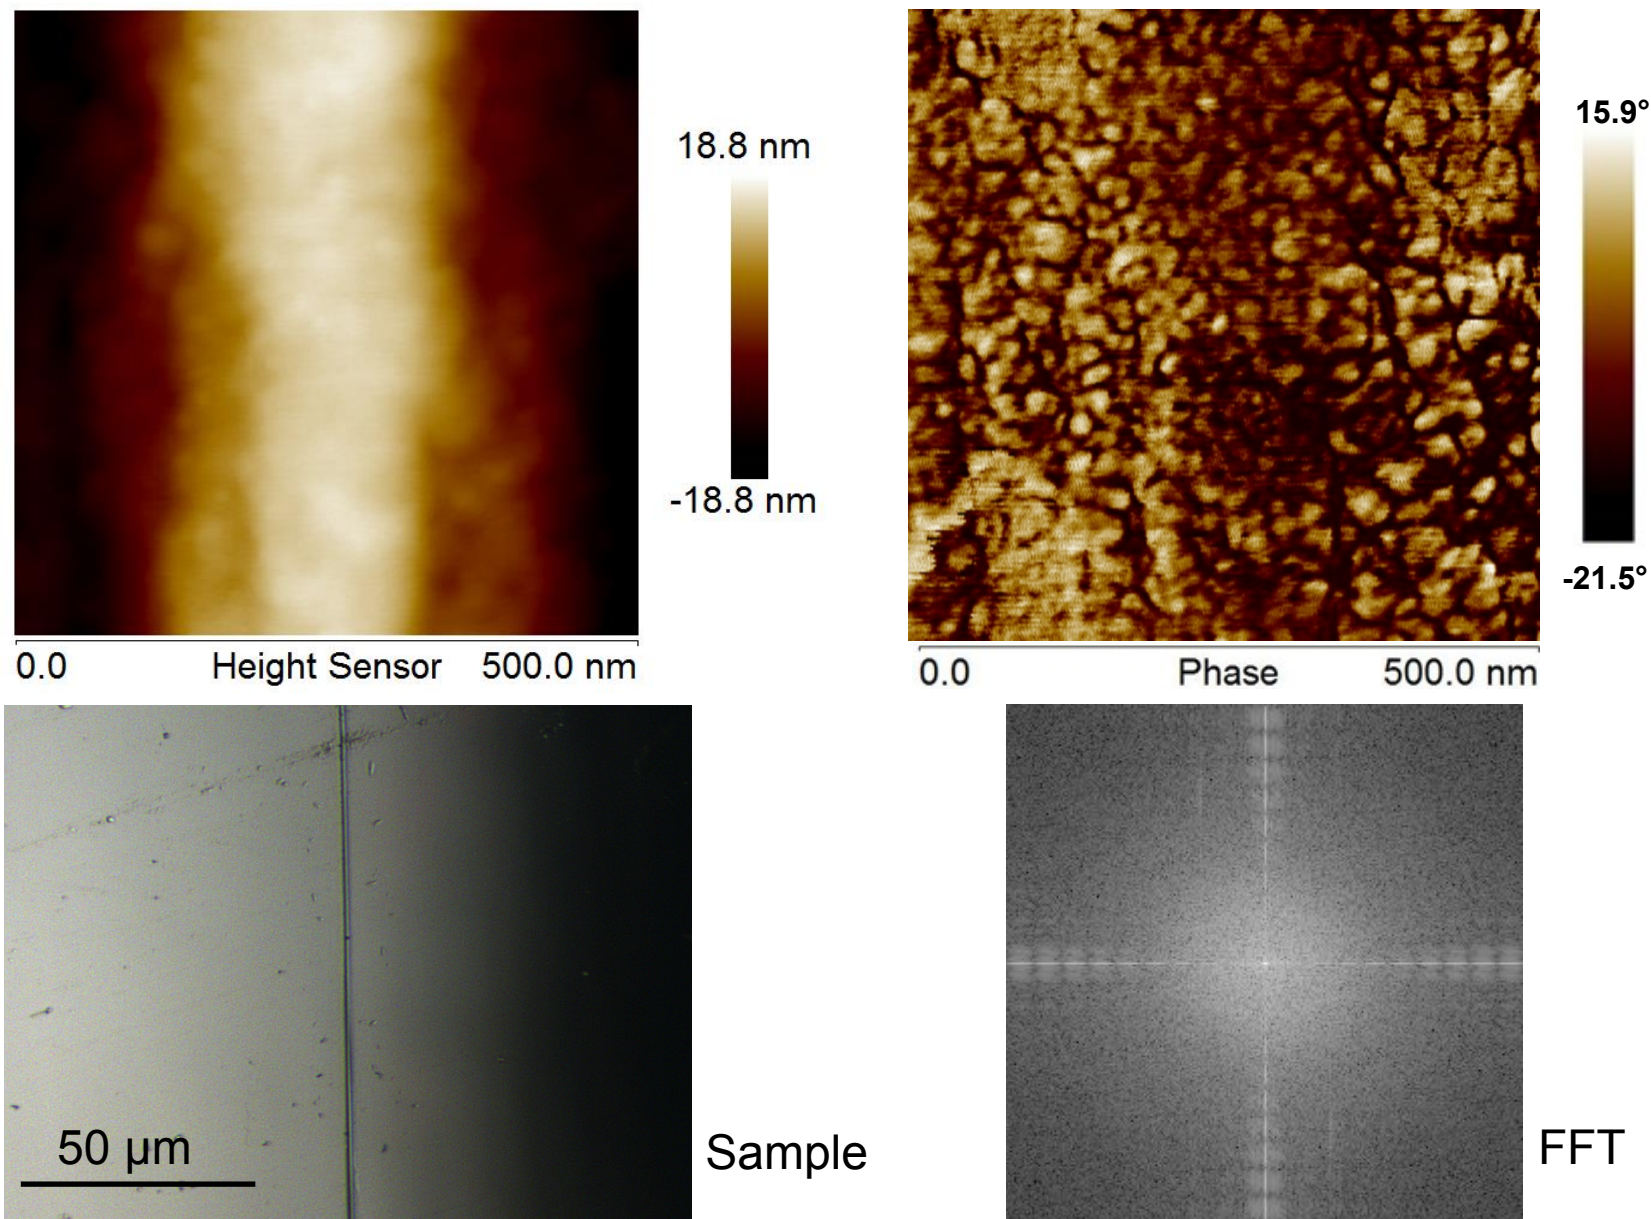 18.8 nm
-18.8 nm
0.0 Height Sensor 500.0 nm
15.9°
-21.5°
0.0 Phase 500.0 nm
50 µm
Sample
FFT